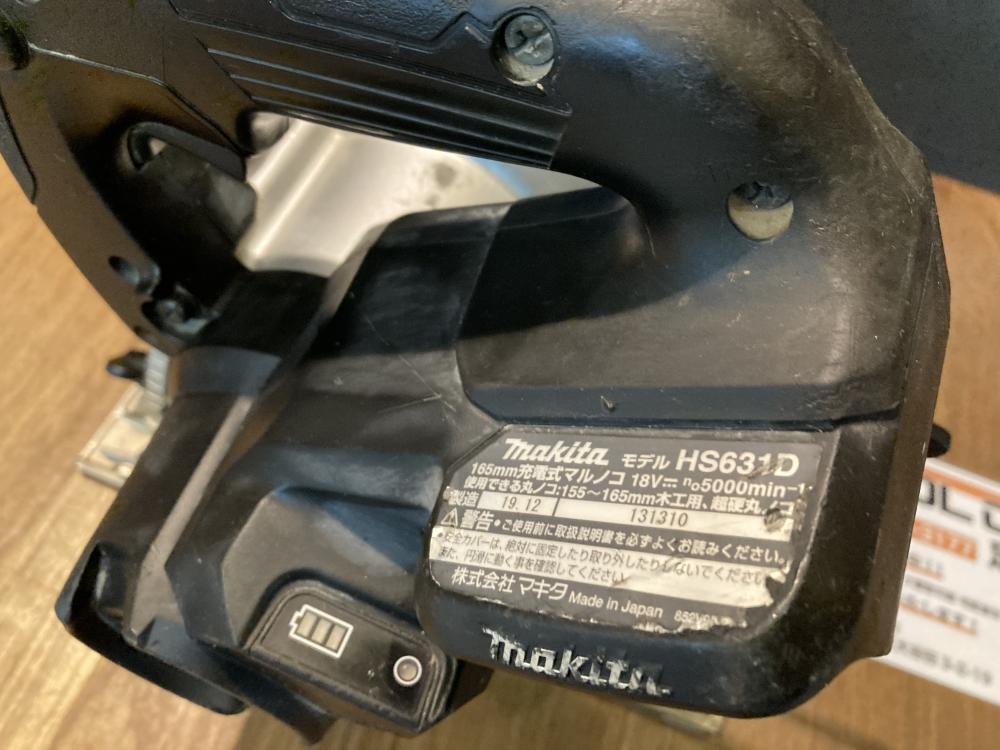 makita モデル HS631D
165mm充電式マルノコ 18V⎓ n₀5000min⁻¹
使用できる丸ノコ:155～165mm木工用、超硬丸ノコ
製造 19.12 131310
⚠警告・ご使用前に取扱説明書を必ずよくお読みください。
・安全カバーは、絶対に固定したり取り外したりしないでください。
また、円滑に動く事を確認してください。
株式会社 マキタ Made in Japan
makita